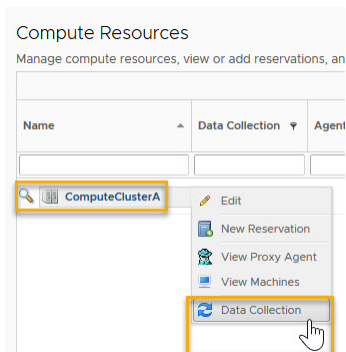 Compute Resources
Manage compute resources, view or add reservations, an
Name Data Collection Agent
ComputeClusterA
Edit
New Reservation
View Proxy Agent
View Machines
Data Collection